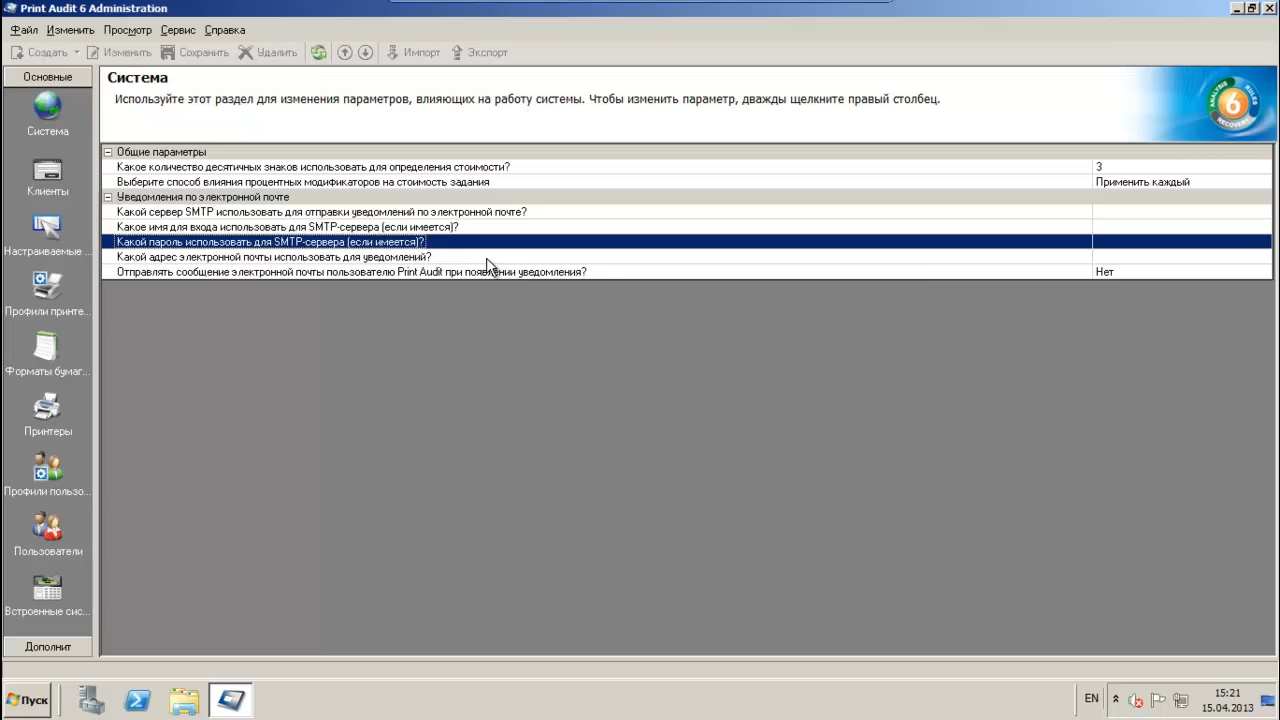 Print Audit 6 Administration
Файл Изменить Просмотр Сервис Справка
Создать Изменить Сохранить Удалить Импорт Экспорт
Основные
Система
Клиенты
Настраиваемые ...
Профили принте...
Форматы бумаг...
Принтеры
Профили пользо...
Пользователи
Встроенные сис...
Дополнит
Система
Используйте этот раздел для изменения параметров, влияющих на работу системы. Чтобы изменить параметр, дважды щелкните правый столбец.
ANALYSIS RULES RECOVERY 6
Общие параметры
Какое количество десятичных знаков использовать для определения стоимости? 3
Выберите способ влияния процентных модификаторов на стоимость задания Применить каждый
Уведомления по электронной почте
Какой сервер SMTP использовать для отправки уведомлений по электронной почте?
Какое имя для входа использовать для SMTP-сервера (если имеется)?
Какой пароль использовать для SMTP-сервера (если имеется)?
Какой адрес электронной почты использовать для уведомлений?
Отправлять сообщение электронной почты пользователю Print Audit при появлении уведомления? Нет
Пуск
EN
15:21
15.04.2013